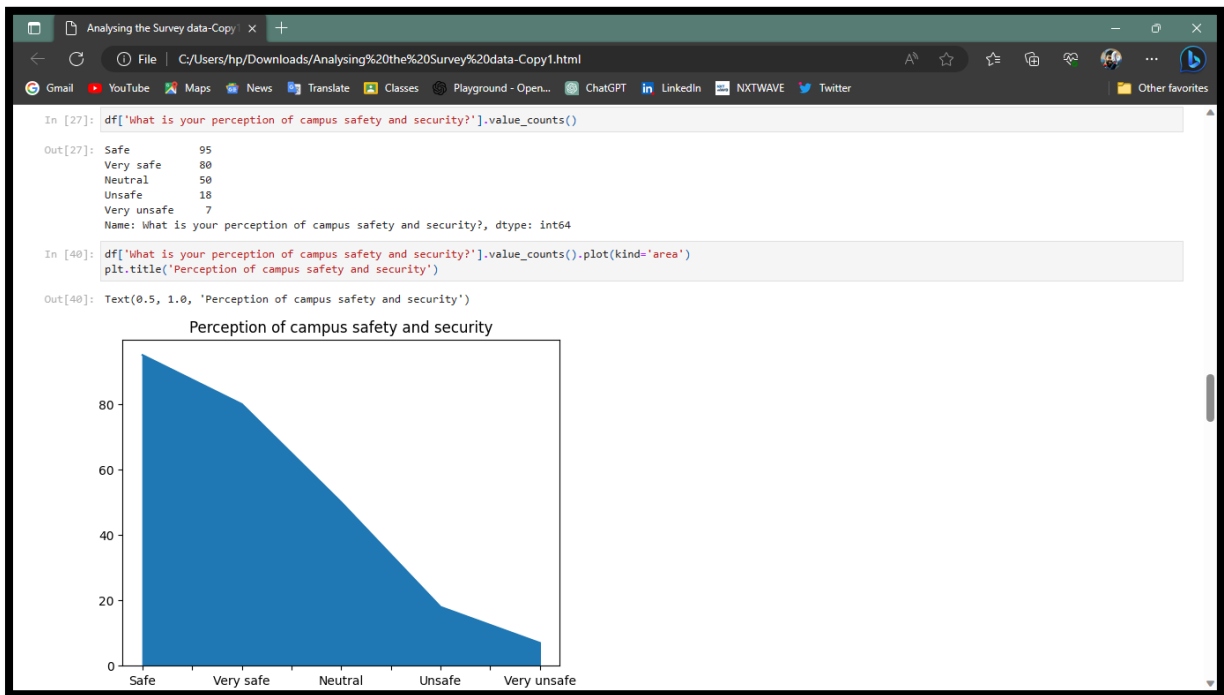 Analysing the Survey data-Copy1
File | C:/Users/hp/Downloads/Analysing%20the%20Survey%20data-Copy1.html
Gmail YouTube Maps News Translate Classes Playground - Open... ChatGPT LinkedIn NXTWAVE Twitter Other favorites
In [27]: df['What is your perception of campus safety and security?'].value_counts()
Out[27]: Safe 95
Very safe 80
Neutral 50
Unsafe 18
Very unsafe 7
Name: What is your perception of campus safety and security?, dtype: int64
In [40]: df['What is your perception of campus safety and security?'].value_counts().plot(kind='area')
plt.title('Perception of campus safety and security')
Out[40]: Text(0.5, 1.0, 'Perception of campus safety and security')
Perception of campus safety and security
80
60
40
20
0
Safe Very safe Neutral Unsafe Very unsafe